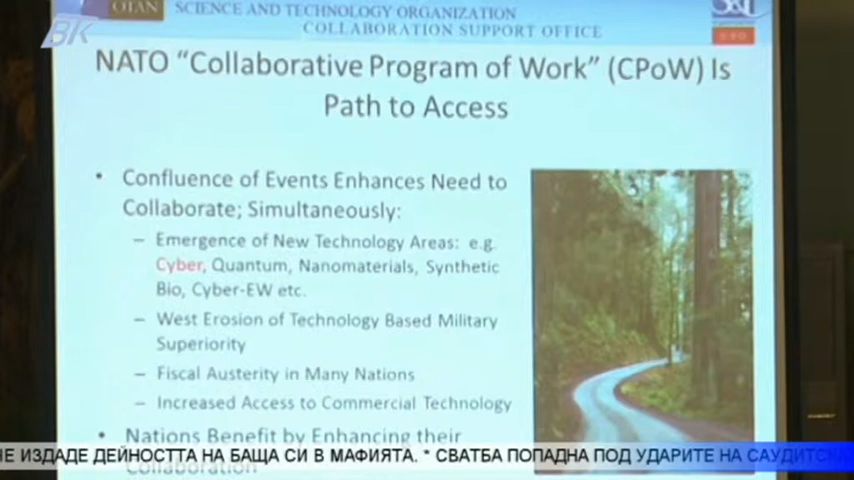 OTAN
SCIENCE AND TECHNOLOGY ORGANIZATION
COLLABORATION SUPPORT OFFICE
ВК
NATO “Collaborative Program of Work” (CPoW) Is
Path to Access
• Confluence of Events Enhances Need to
Collaborate; Simultaneously:
– Emergence of New Technology Areas: e.g.
Cyber, Quantum, Nanomaterials, Synthetic
Bio, Cyber-EW etc.
– West Erosion of Technology Based Military
Superiority
– Fiscal Austerity in Many Nations
– Increased Access to Commercial Technology
• Nations Benefit by Enhancing their
Collaboration
ЧЕ ИЗДАДЕ ДЕЙНОСТТА НА БАЩА СИ В МАФИЯТА. * СВАТБА ПОПАДНА ПОД УДАРИТЕ НА